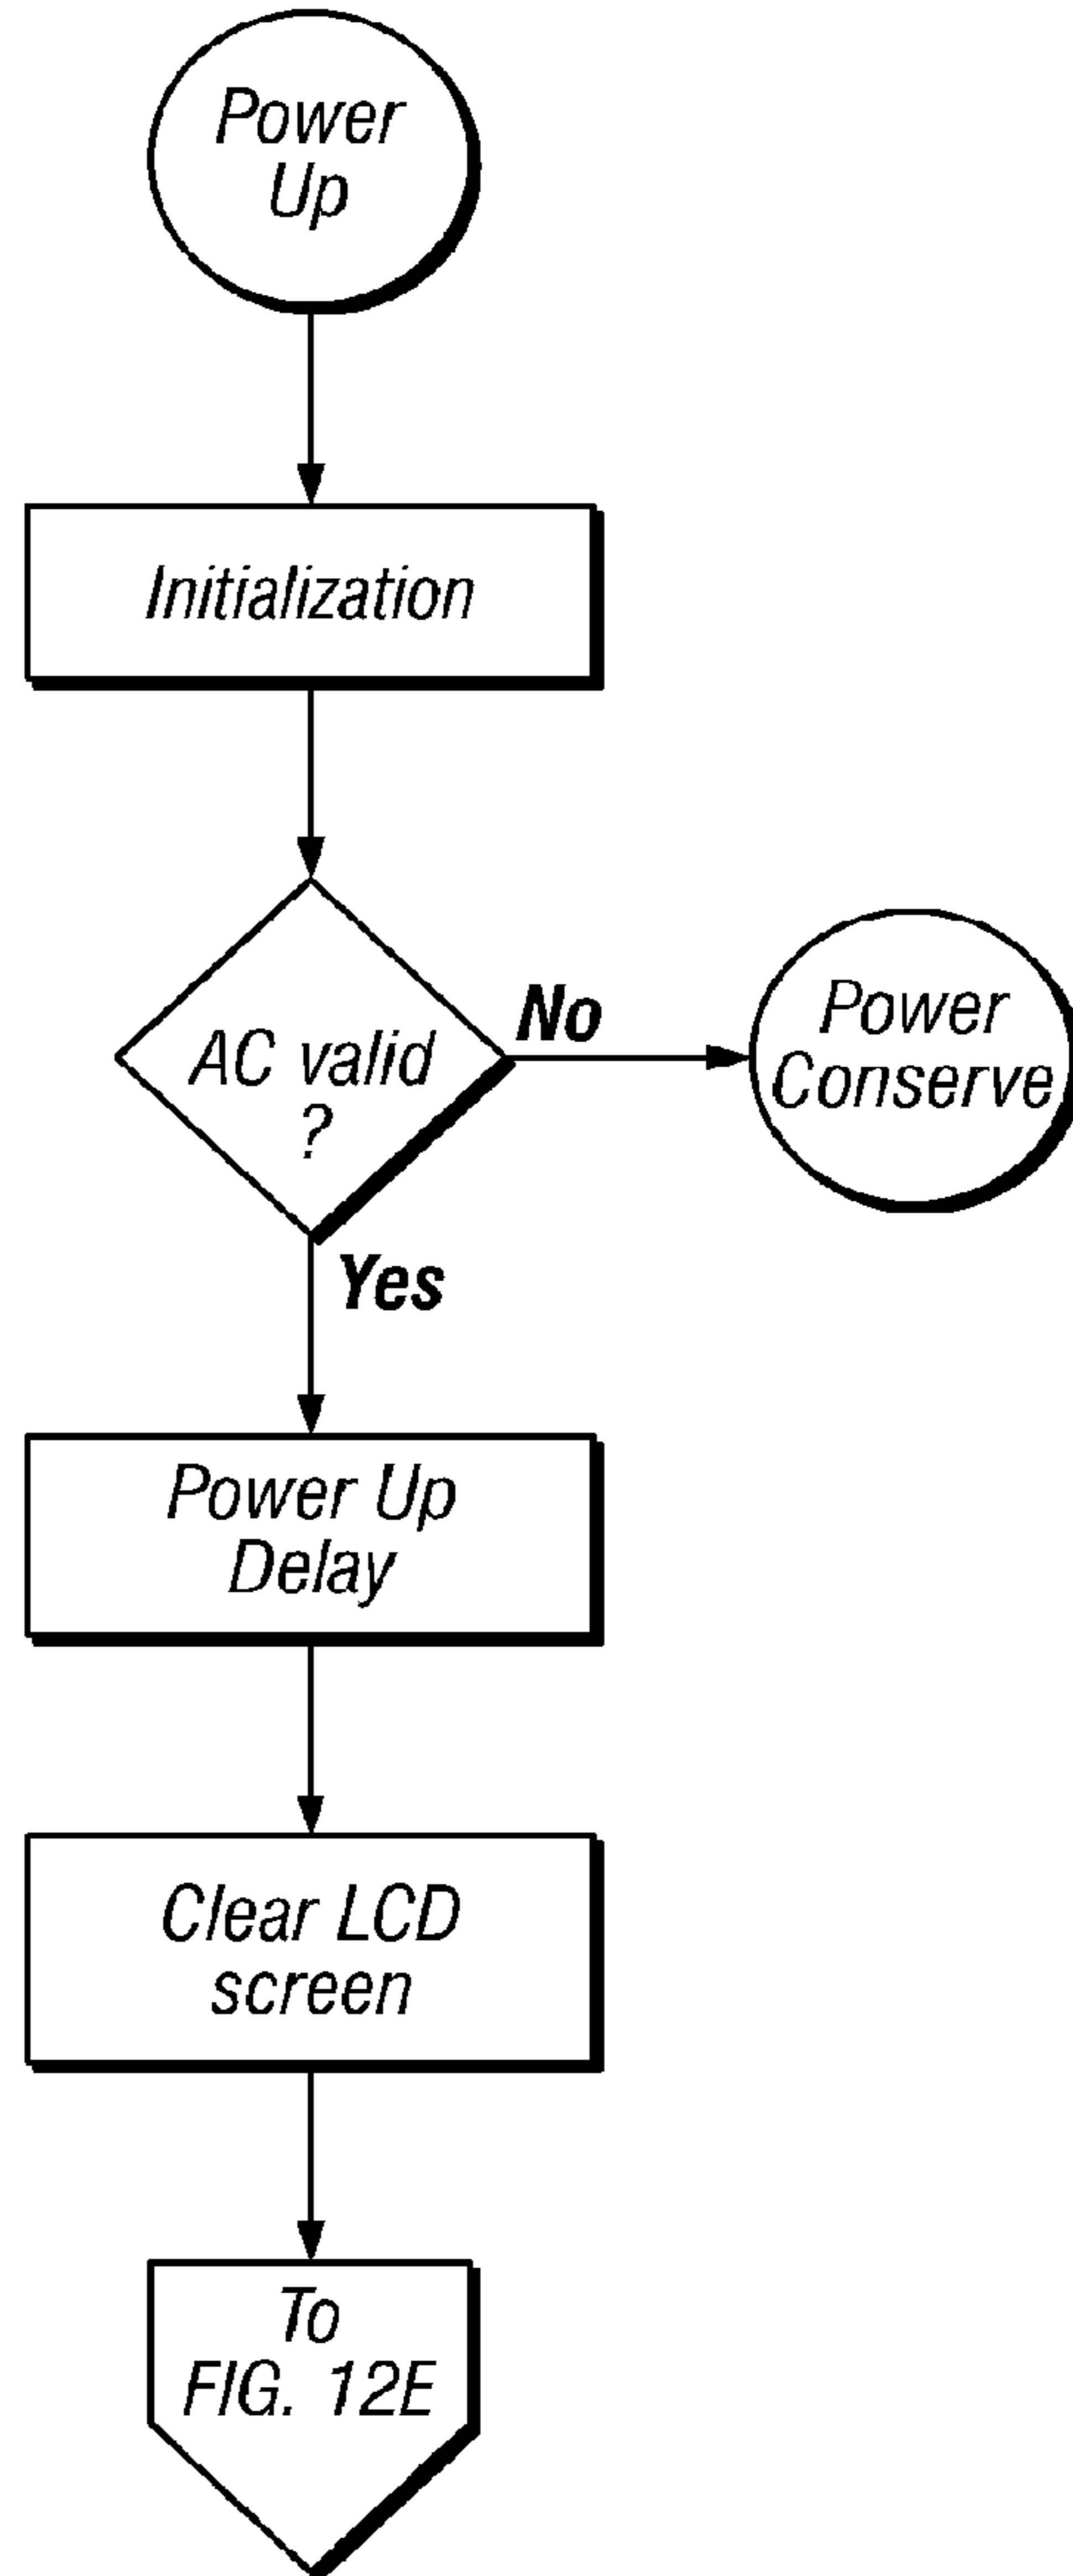 Power
Up
Initialization
AC valid
?
No
Power
Conserve
Yes
Power Up
Delay
Clear LCD
screen
To
FIG. 12E